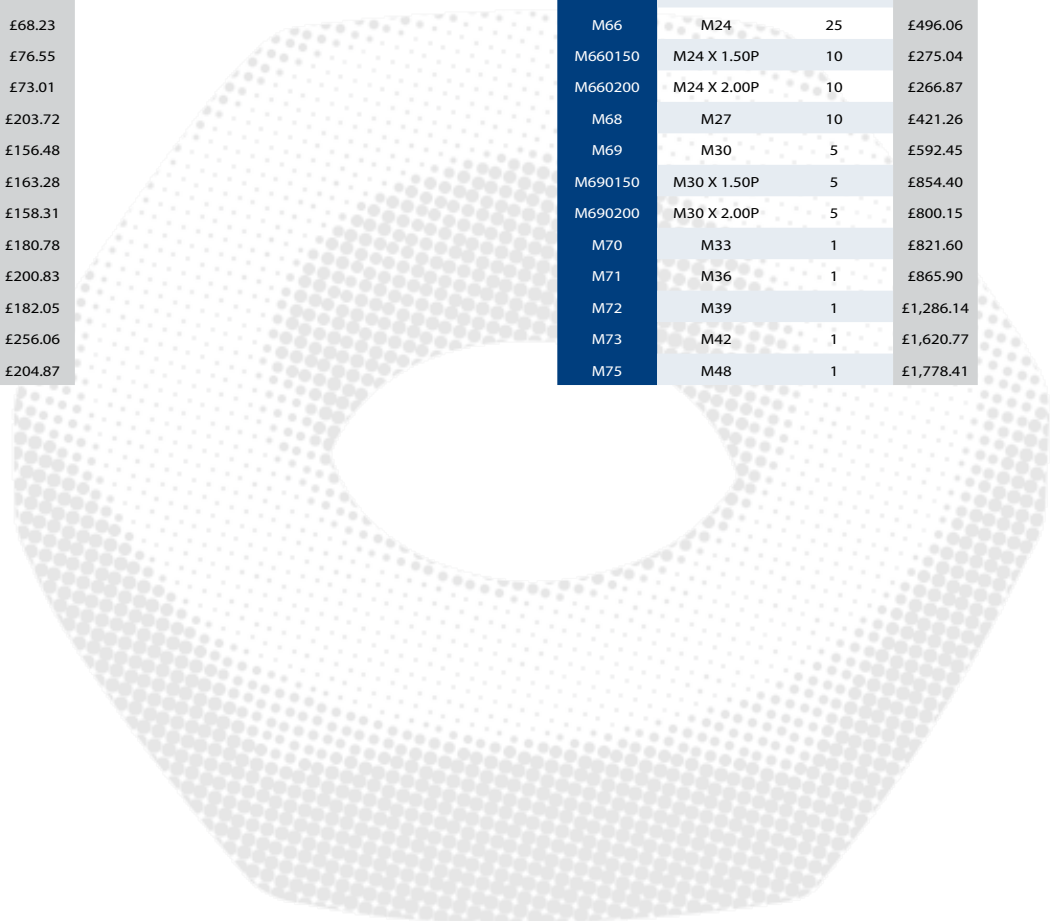 £68.23
£76.55
£73.01
£203.72
£156.48
£163.28
£158.31
£180.78
£200.83
£182.05
£256.06
£204.87
M66 M24 25 £496.06
M660150 M24 X 1.50P 10 £275.04
M660200 M24 X 2.00P 10 £266.87
M68 M27 10 £421.26
M69 M30 5 £592.45
M690150 M30 X 1.50P 5 £854.40
M690200 M30 X 2.00P 5 £800.15
M70 M33 1 £821.60
M71 M36 1 £865.90
M72 M39 1 £1,286.14
M73 M42 1 £1,620.77
M75 M48 1 £1,778.41